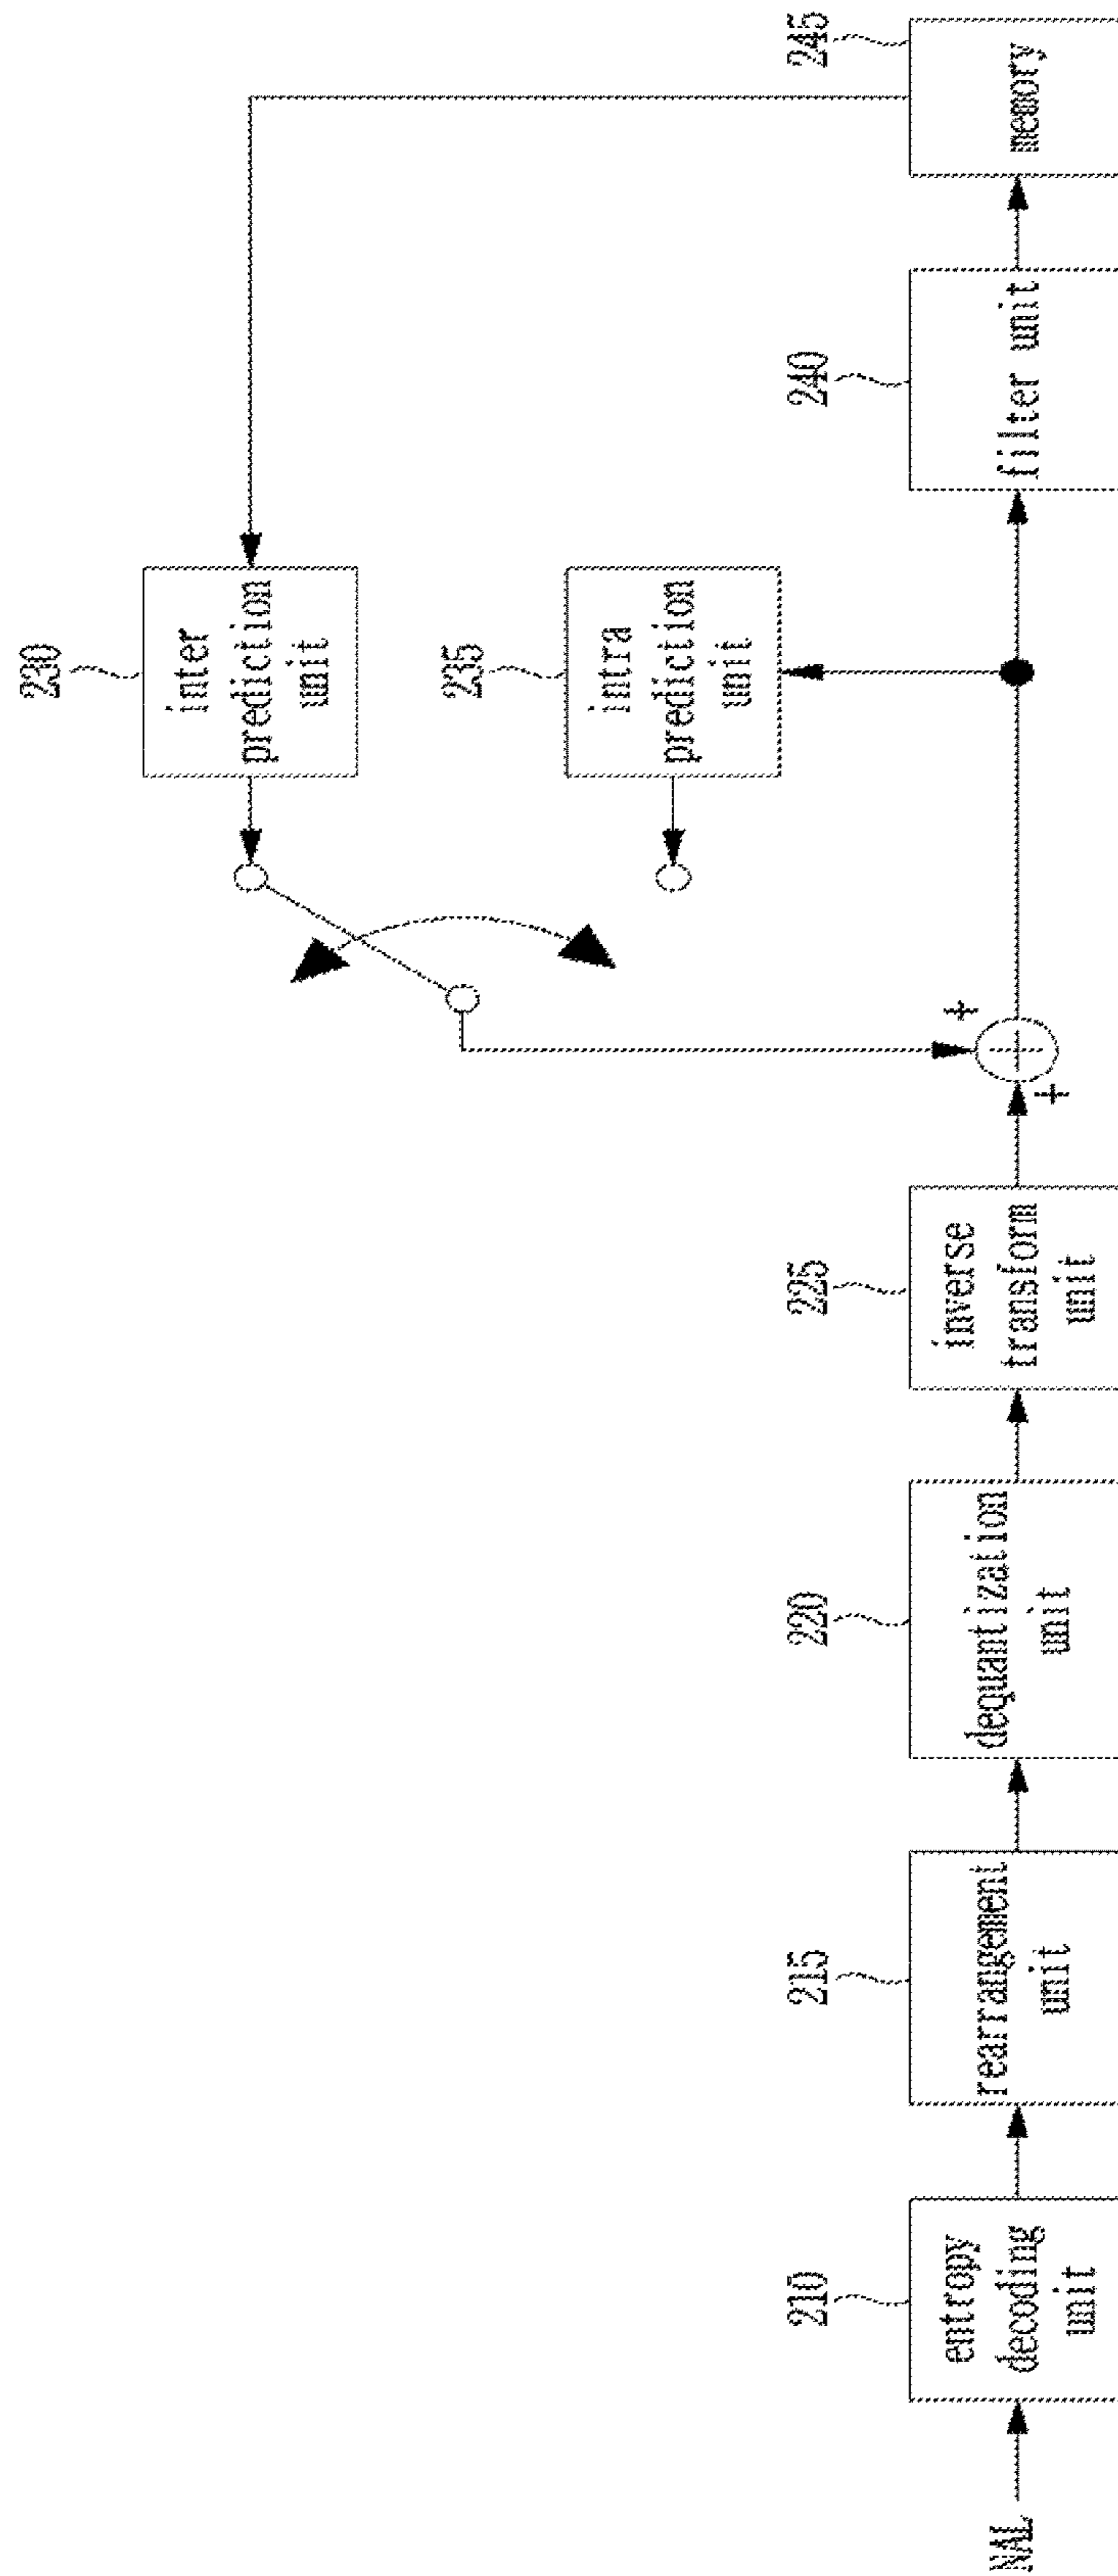 230
inter
prediction
unit
235
intra
prediction
unit
NAL
210
entropy
decoding
unit
215
rearrangement
unit
220
dequantization
unit
225
inverse
transform
unit
+
+
240
filter unit
245
memory